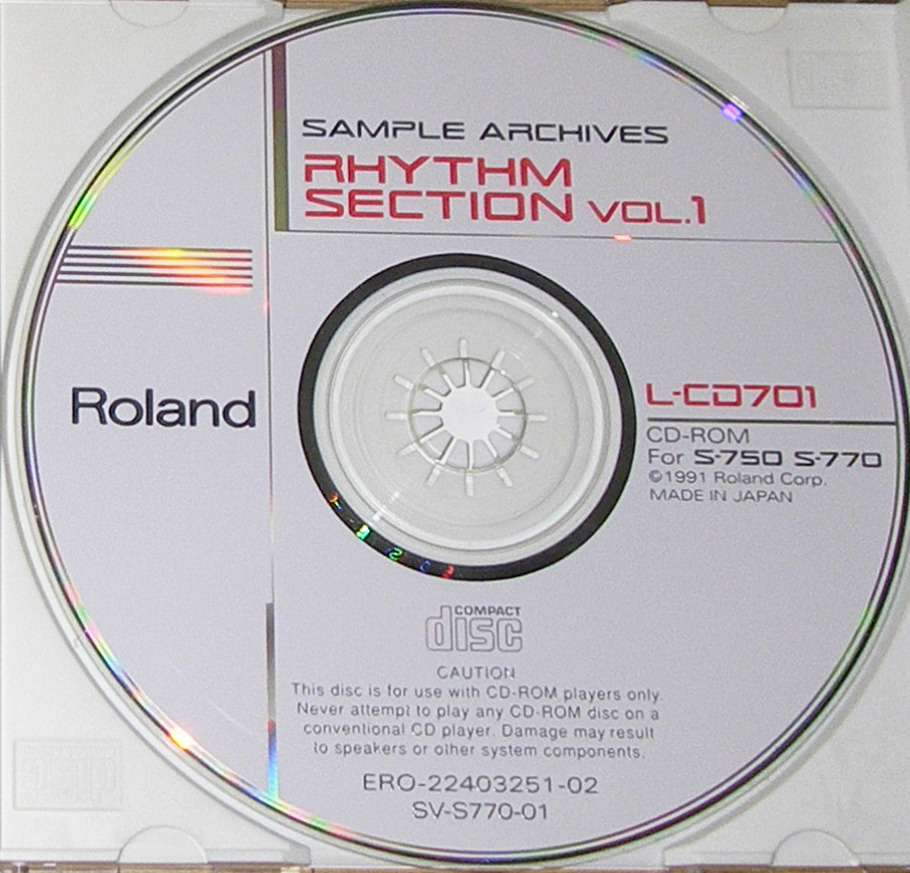 SAMPLE ARCHIVES
RHYTHM
SECTION VOL.1
Roland
L-CD701
CD-ROM
For S-750 S-770
©1991 Roland Corp.
MADE IN JAPAN
COMPACT
disc
CAUTION
This disc is for use with CD-ROM players only.
Never attempt to play any CD-ROM disc on a
conventional CD player. Damage may result
to speakers or other system components.
ERO-22403251-02
SV-S770-01